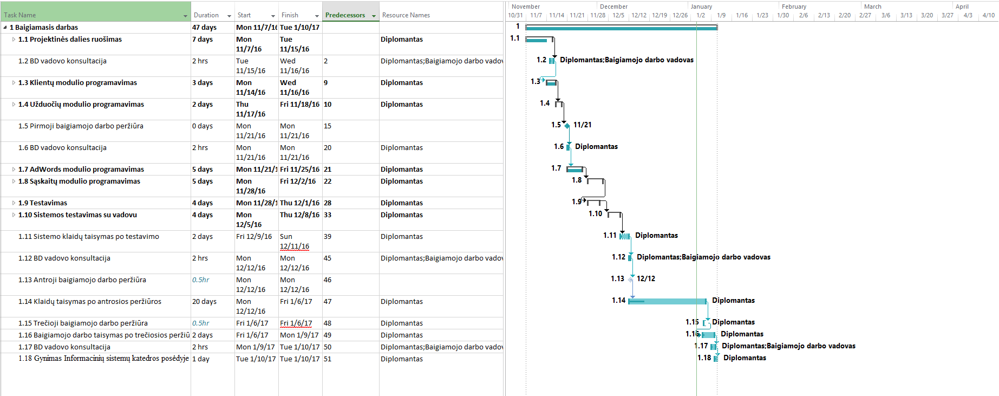 Task Name Duration Start Finish Predecessors Resource Names
1 Baigiamasis darbas 47 days Mon 11/7/16 Tue 1/10/17
1.1 Projektinės dalies ruošimas 7 days Mon 11/7/16 Tue 11/15/16 Diplomantas
1.2 BD vadovo konsultacija 2 hrs Tue 11/15/16 Wed 11/16/16 2 Diplomantas;Baigiamojo darbo vadov
1.3 Klientų modulio programavimas 3 days Mon 11/14/16 Wed 11/16/16 9 Diplomantas
1.4 Užduočių modulio programavimas 2 days Thu 11/17/16 Fri 11/18/16 10 Diplomantas
1.5 Pirmoji baigiamojo darbo peržiūra 0 days Mon 11/21/16 Mon 11/21/16 15
1.6 BD vadovo konsultacija 2 hrs Mon 11/21/16 Mon 11/21/16 20 Diplomantas
1.7 AdWords modulio programavimas 5 days Mon 11/21/1 Fri 11/25/16 21 Diplomantas
1.8 Sąskaitų modulio programavimas 5 days Mon 11/28/16 Fri 12/2/16 22 Diplomantas
1.9 Testavimas 4 days Mon 11/28/1 Thu 12/1/16 28 Diplomantas
1.10 Sistemos testavimas su vadovu 4 days Mon 12/5/16 Thu 12/8/16 33 Diplomantas
1.11 Sistemo klaidų taisymas po testavimo 2 days Fri 12/9/16 Sun 12/11/16 39 Diplomantas
1.12 BD vadovo konsultacija 2 hrs Mon 12/12/16 Mon 12/12/16 45 Diplomantas;Baigiamojo darbo vadov
1.13 Antroji baigiamojo darbo peržiūra 0.5hr Mon 12/12/16 Mon 12/12/16 46
1.14 Klaidų taisymas po antrosios peržiūros 20 days Mon 12/12/16 Fri 1/6/17 47 Diplomantas
1.15 Trečioji baigiamojo darbo peržiūra 0.5hr Fri 1/6/17 Fri 1/6/17 48 Diplomantas
1.16 Baigiamojo darbo taisymas po trečiosios peržiū 2 days Fri 1/6/17 Mon 1/9/17 49 Diplomantas
1.17 BD vadovo konsultacija 2 hrs Mon 1/9/17 Tue 1/10/17 50 Diplomantas;Baigiamojo darbo vadov
1.18 Gynimas Informacinių sistemų katedros posėdyje 1 day Tue 1/10/17 Tue 1/10/17 51 Diplomantas
November December January February March April
10/31 11/7 11/14 11/21 11/28 12/5 12/12 12/19 12/26 1/2 1/9 1/16 1/23 1/30 2/6 2/13 2/20 2/27 3/6 3/13 3/20 3/27 4/3 4/10
1
1.1
1.2 Diplomantas;Baigiamojo darbo vadovas
1.3
1.4
1.5 11/21
1.6 Diplomantas
1.7
1.8
1.9
1.10
1.11 Diplomantas
1.12 Diplomantas;Baigiamojo darbo vadovas
1.13 12/12
1.14 Diplomantas
1.15 Diplomantas
1.16 Diplomantas
1.17 Diplomantas;Baigiamojo darbo vadovas
1.18 Diplomantas